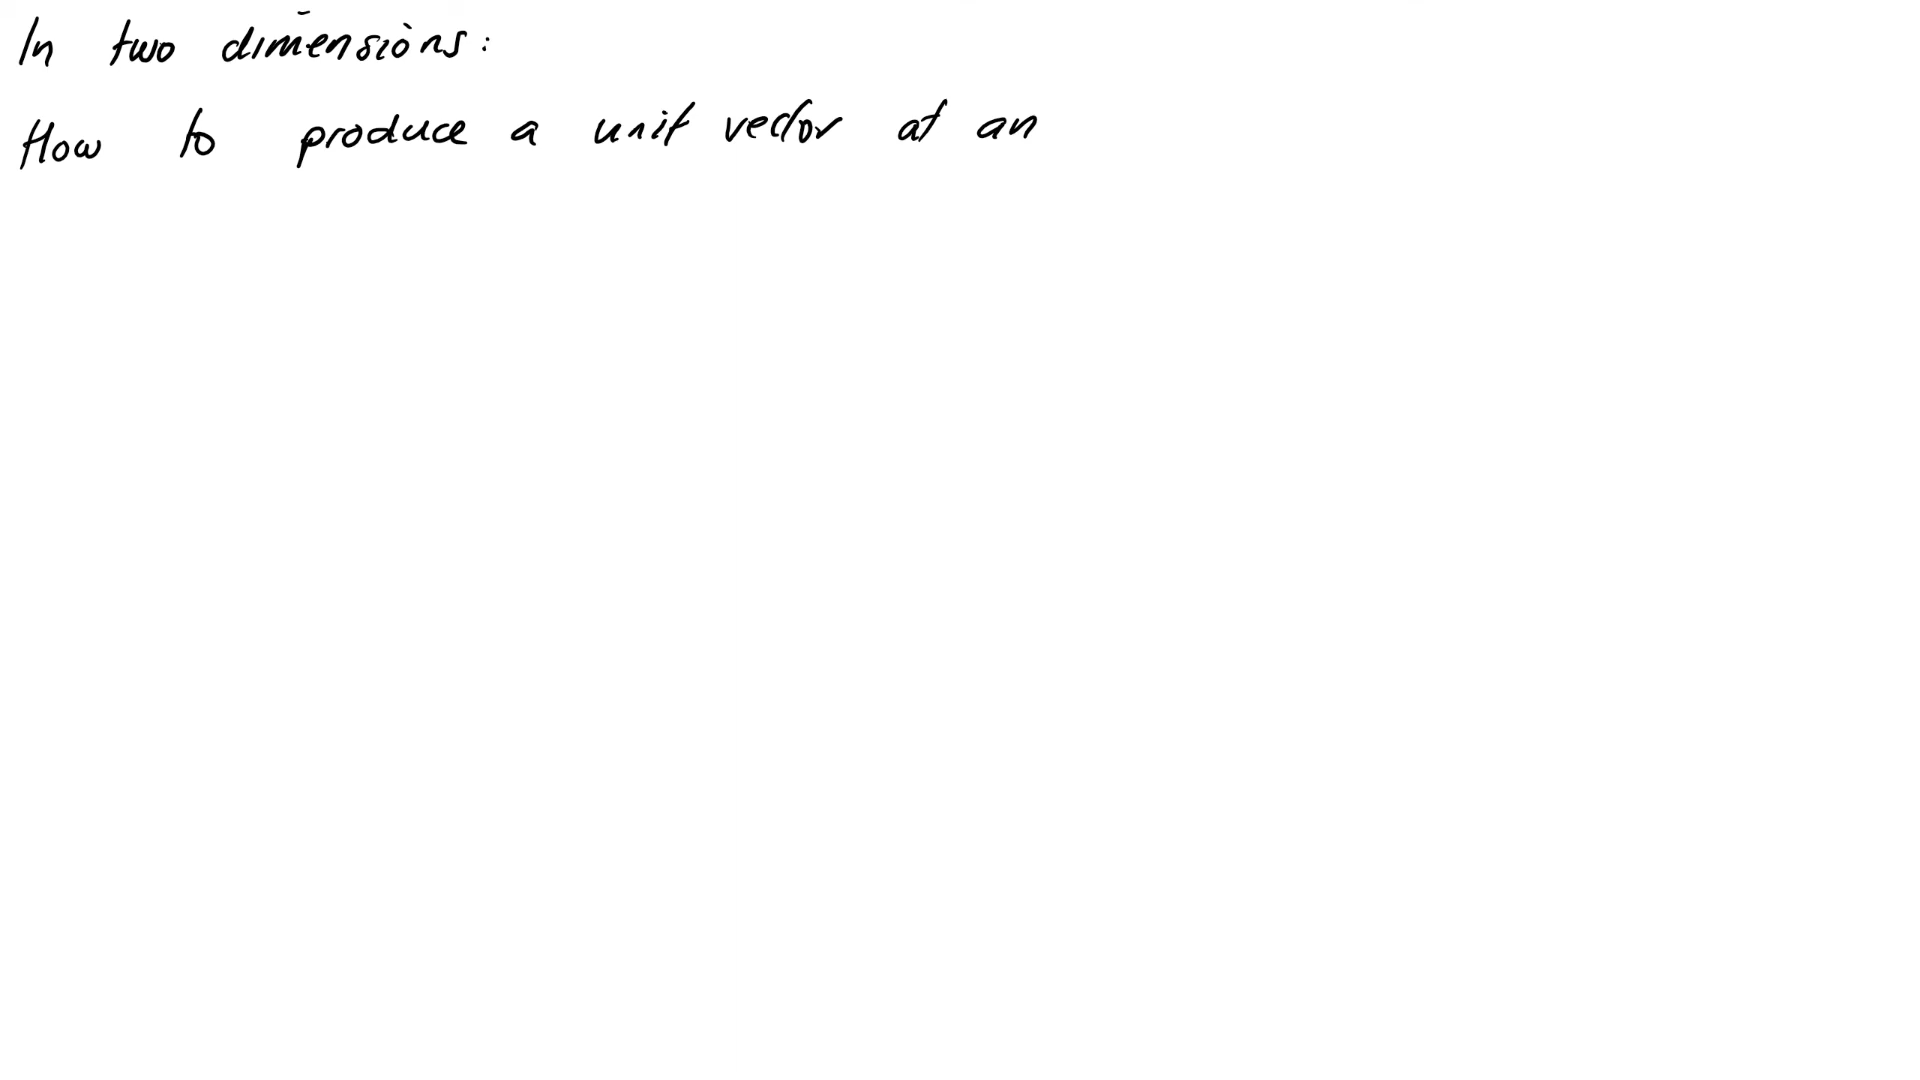 In two dimensions:
How to produce a unit vector at an